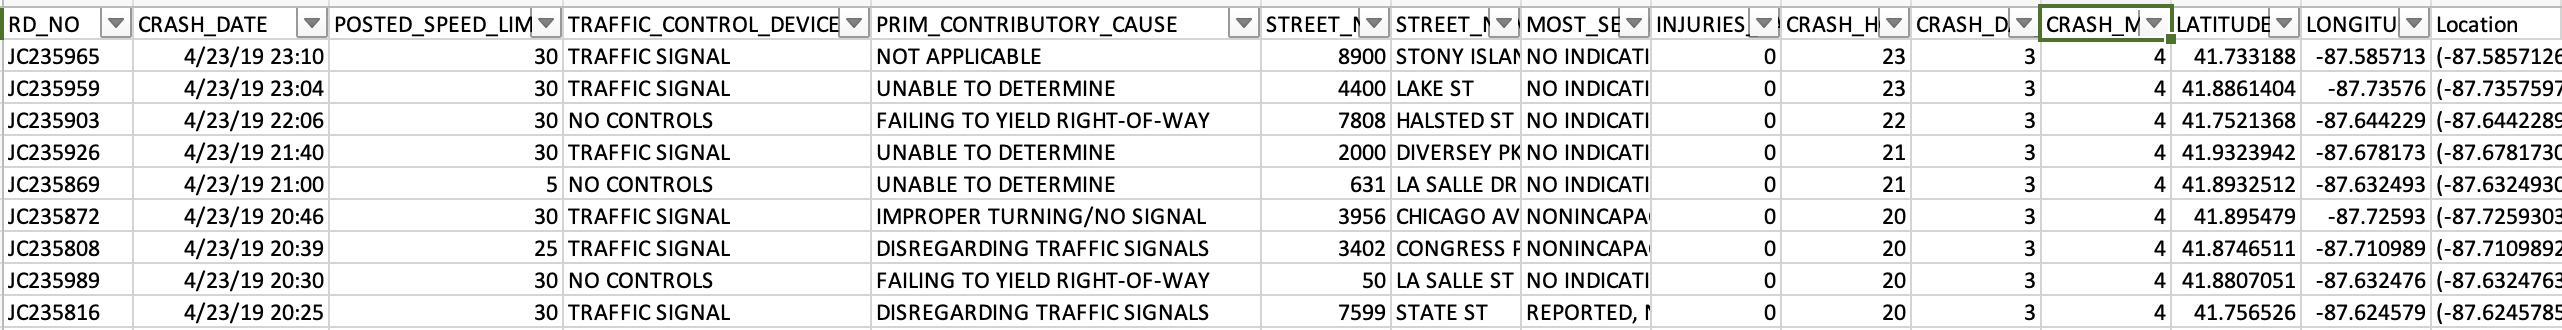 RD_NO CRASH_DATE POSTED_SPEED_LIM TRAFFIC_CONTROL_DEVICE PRIM_CONTRIBUTORY_CAUSE STREET_N STREET_N MOST_SE INJURIES_ CRASH_H CRASH_D CRASH_M LATITUDE LONGITU Location
JC235965 4/23/19 23:10 30 TRAFFIC SIGNAL NOT APPLICABLE 8900 STONY ISLAN NO INDICATI 0 23 3 4 41.733188 -87.585713 (-87.5857126
JC235959 4/23/19 23:04 30 TRAFFIC SIGNAL UNABLE TO DETERMINE 4400 LAKE ST NO INDICATI 0 23 3 4 41.8861404 -87.73576 (-87.7357597
JC235903 4/23/19 22:06 30 NO CONTROLS FAILING TO YIELD RIGHT-OF-WAY 7808 HALSTED ST NO INDICATI 0 22 3 4 41.7521368 -87.644229 (-87.6442289
JC235926 4/23/19 21:40 30 TRAFFIC SIGNAL UNABLE TO DETERMINE 2000 DIVERSEY PK NO INDICATI 0 21 3 4 41.9323942 -87.678173 (-87.6781730
JC235869 4/23/19 21:00 5 NO CONTROLS UNABLE TO DETERMINE 631 LA SALLE DR NO INDICATI 0 21 3 4 41.8932512 -87.632493 (-87.6324930
JC235872 4/23/19 20:46 30 TRAFFIC SIGNAL IMPROPER TURNING/NO SIGNAL 3956 CHICAGO AV NONINCAPA 0 20 3 4 41.895479 -87.72593 (-87.7259303
JC235808 4/23/19 20:39 25 TRAFFIC SIGNAL DISREGARDING TRAFFIC SIGNALS 3402 CONGRESS P NONINCAPA 0 20 3 4 41.8746511 -87.710989 (-87.7109892
JC235989 4/23/19 20:30 30 NO CONTROLS FAILING TO YIELD RIGHT-OF-WAY 50 LA SALLE ST NO INDICATI 0 20 3 4 41.8807051 -87.632476 (-87.6324763
JC235816 4/23/19 20:25 30 TRAFFIC SIGNAL DISREGARDING TRAFFIC SIGNALS 7599 STATE ST REPORTED, N 0 20 3 4 41.756526 -87.624579 (-87.6245785